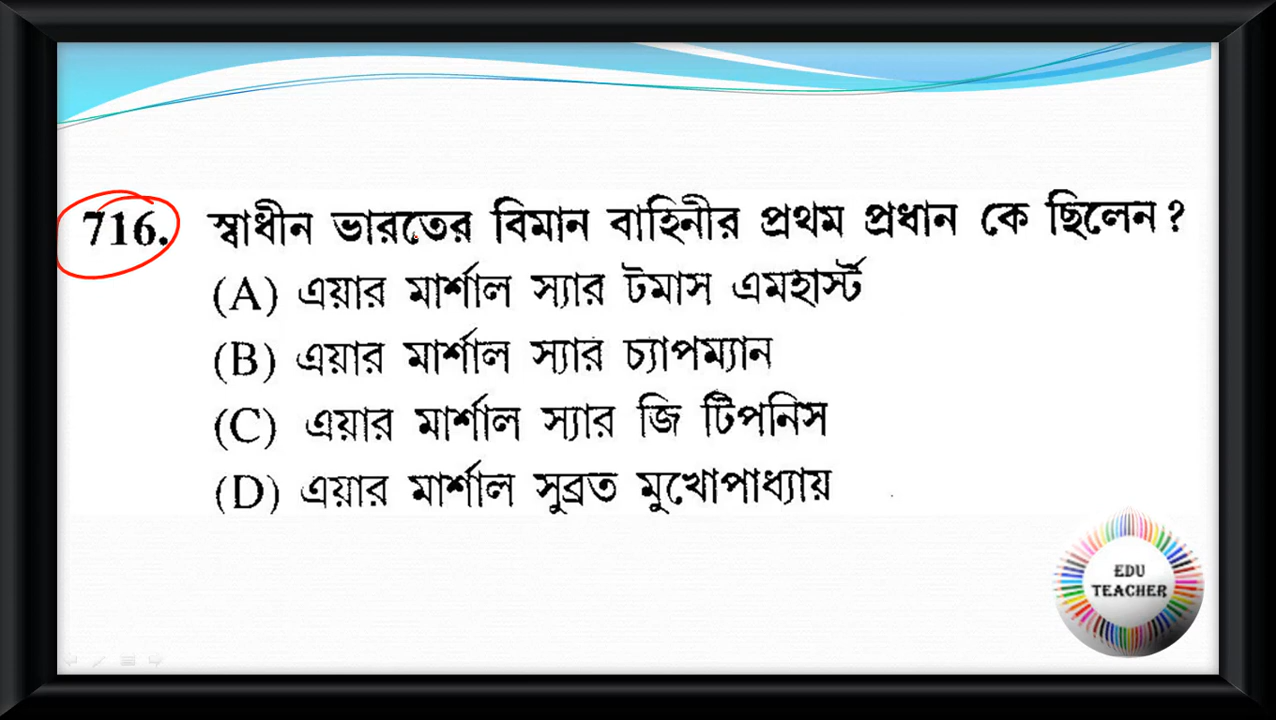 716. স্বাধীন ভারতের বিমান বাহিনীর প্রথম প্রধান কে ছিলেন ?
(A) এয়ার মার্শাল স্যার টমাস এমহার্স্ট
(B) এয়ার মার্শাল স্যার চ্যাপম্যান
(C) এয়ার মার্শাল স্যার জি টিপনিস
(D) এয়ার মার্শাল সুব্রত মুখোপাধ্যায়
EDU
TEACHER